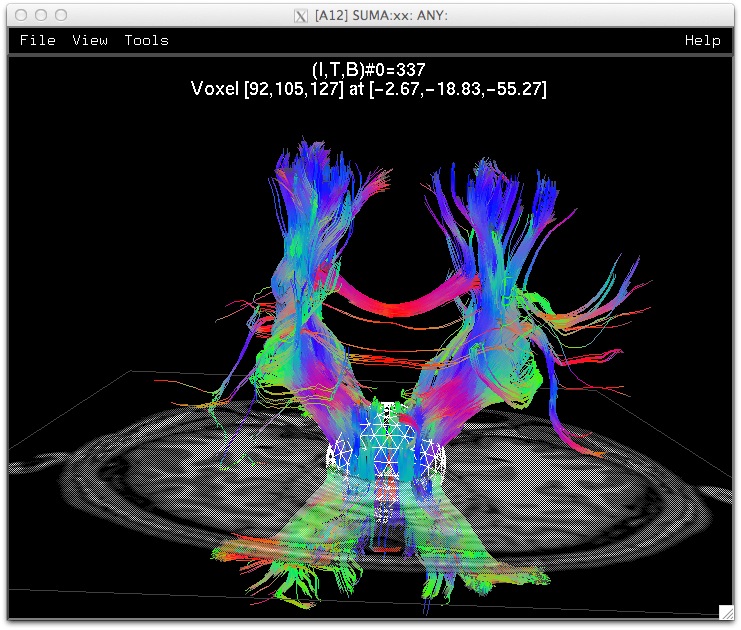 [A12] SUMA:xx: ANY:
File View Tools Help
(I,T,B)#0=337
Voxel [92,105,127] at [-2.67,-18.83,-55.27]